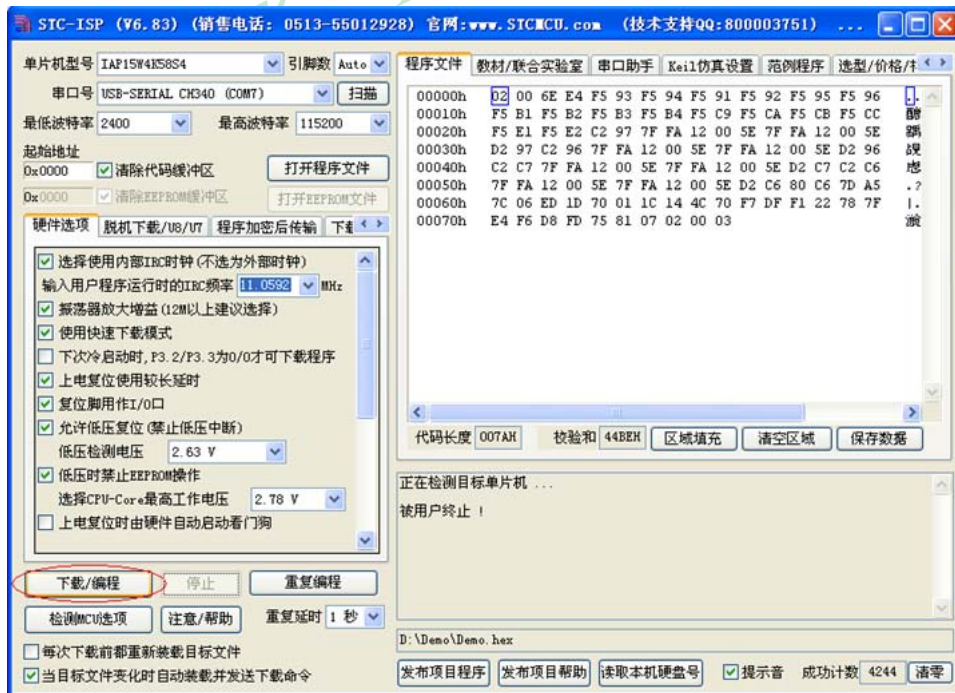 STC-ISP (V6.83) (销售电话: 0513-55012928) 官网:www.STCMCU.com (技术支持QQ:800003751) ...
单片机型号 IAP15W4K58S4 引脚数 Auto
串口号 USB-SERIAL CH340 (COM7) 扫描
最低波特率 2400 最高波特率 115200
起始地址
0x0000 清除代码缓冲区 打开程序文件
0x0000 清除EEPROM缓冲区 打开EEPROM文件
硬件选项 脱机下载/U8/U7 程序加密后传输
选择使用内部IRC时钟(不选为外部时钟)
输入用户程序运行时的IRC频率 11.0592 MHz
振荡器放大增益(12M以上建议选择)
使用快速下载模式
下次冷启动时,P3.2/P3.3为0/0才可下载程序
上电复位使用较长延时
复位脚用作I/O口
允许低压复位(禁止低压中断)
低压检测电压 2.63 V
低压时禁止EEPROM操作
选择CPU-Core最高工作电压 2.78 V
上电复位时由硬件自动启动看门狗
下载/编程 停止 重复编程
检测MCU选项 注意/帮助 重复延时 1 秒
每次下载前都重新装载目标文件
当目标文件变化时自动装载并发送下载命令
程序文件 教材/联合实验室 串口助手 Keil仿真设置 范例程序 选型/价格/
00000h 02 00 6E E4 F5 93 F5 94 F5 91 F5 92 F5 95 F5 96
00010h F5 B1 F5 B2 F5 B3 F5 B4 F5 C9 F5 CA F5 CB F5 CC
00020h F5 E1 F5 E2 C2 97 7F FA 12 00 5E 7F FA 12 00 5E
00030h D2 97 C2 96 7F FA 12 00 5E 7F FA 12 00 5E D2 96
00040h C2 C7 7F FA 12 00 5E 7F FA 12 00 5E D2 C7 C2 C6
00050h 7F FA 12 00 5E 7F FA 12 00 5E D2 C6 80 C6 7D A5 .?
00060h 7C 06 ED 1D 70 01 1C 14 4C 70 F7 DF F1 22 78 7F |.
00070h E4 F6 D8 FD 75 81 07 02 00 03
代码长度 007AH 校验和 44BEH 区域填充 清空区域 保存数据
正在检测目标单片机 ...
被用户终止 !
D:\Demo\Demo.hex
发布项目程序 发布项目帮助 读取本机硬盘号 提示音 成功计数 4244 清零